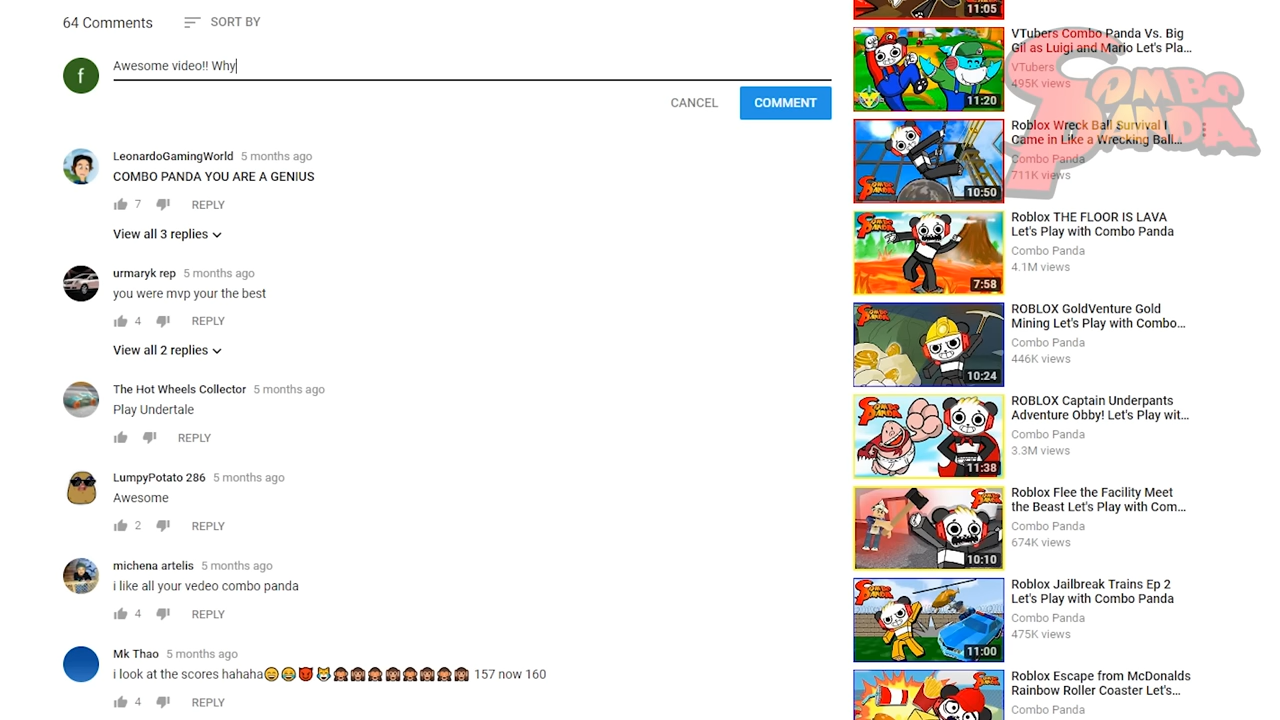 64 Comments
SORT BY
f
Awesome video!! Why
CANCEL
COMMENT
LeonardoGamingWorld 5 months ago
COMBO PANDA YOU ARE A GENIUS
7
REPLY
View all 3 replies
urmaryk rep 5 months ago
you were mvp your the best
4
REPLY
View all 2 replies
The Hot Wheels Collector 5 months ago
Play Undertale
REPLY
LumpyPotato 286 5 months ago
Awesome
2
REPLY
michena artelis 5 months ago
i like all your vedeo combo panda
4
REPLY
Mk Thao 5 months ago
i look at the scores hahaha 157 now 160
4
REPLY
11:05
VTubers Combo Panda Vs. Big
Gil as Luigi and Mario Let's Pla...
VTubers
495K views
11:20
Roblox Wreck Ball Survival I
Came in Like a Wrecking Ball...
Combo Panda
711K views
10:50
Roblox THE FLOOR IS LAVA
Let's Play with Combo Panda
Combo Panda
4.1M views
7:58
ROBLOX GoldVenture Gold
Mining Let's Play with Combo...
Combo Panda
446K views
10:24
ROBLOX Captain Underpants
Adventure Obby! Let's Play wit...
Combo Panda
3.3M views
11:38
Roblox Flee the Facility Meet
the Beast Let's Play with Com...
Combo Panda
674K views
10:10
Roblox Jailbreak Trains Ep 2
Let's Play with Combo Panda
Combo Panda
475K views
11:00
Roblox Escape from McDonalds
Rainbow Roller Coaster Let's...
Combo Panda
COMBO
PANDA